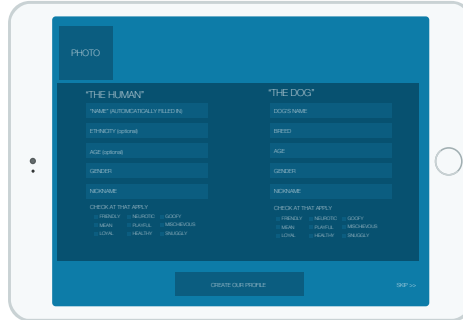 PHOTO
"THE HUMAN"
"NAME" (AUTOMCATICALLY FILLED IN)
ETHNICITY (optional)
AGE (optional)
GENDER
NICKNAME
CHECK AT THAT APPLY
FRIENDLY NEUROTIC GOOFY
MEAN PLAYFUL MISCHIEVOUS
LOYAL HEALTHY SNUGGLY
"THE DOG"
DOG'S NAME
BREED
AGE
GENDER
NICKNAME
CHECK AT THAT APPLY
FRIENDLY NEUROTIC GOOFY
MEAN PLAYFUL MISCHIEVOUS
LOYAL HEALTHY SNUGGLY
CREATE OUR PROFILE
SKIP >>